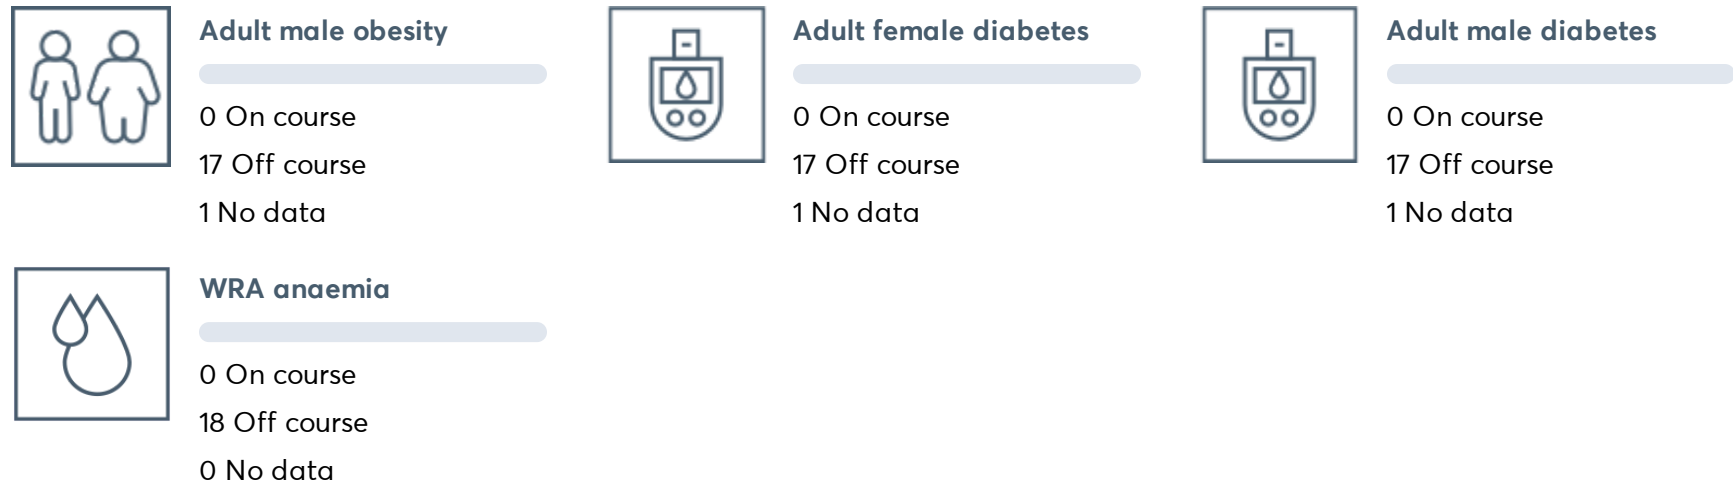 Adult male obesity
0 On course
17 Off course
1 No data
Adult female diabetes
0 On course
17 Off course
1 No data
Adult male diabetes
0 On course
17 Off course
1 No data
WRA anaemia
0 On course
18 Off course
0 No data